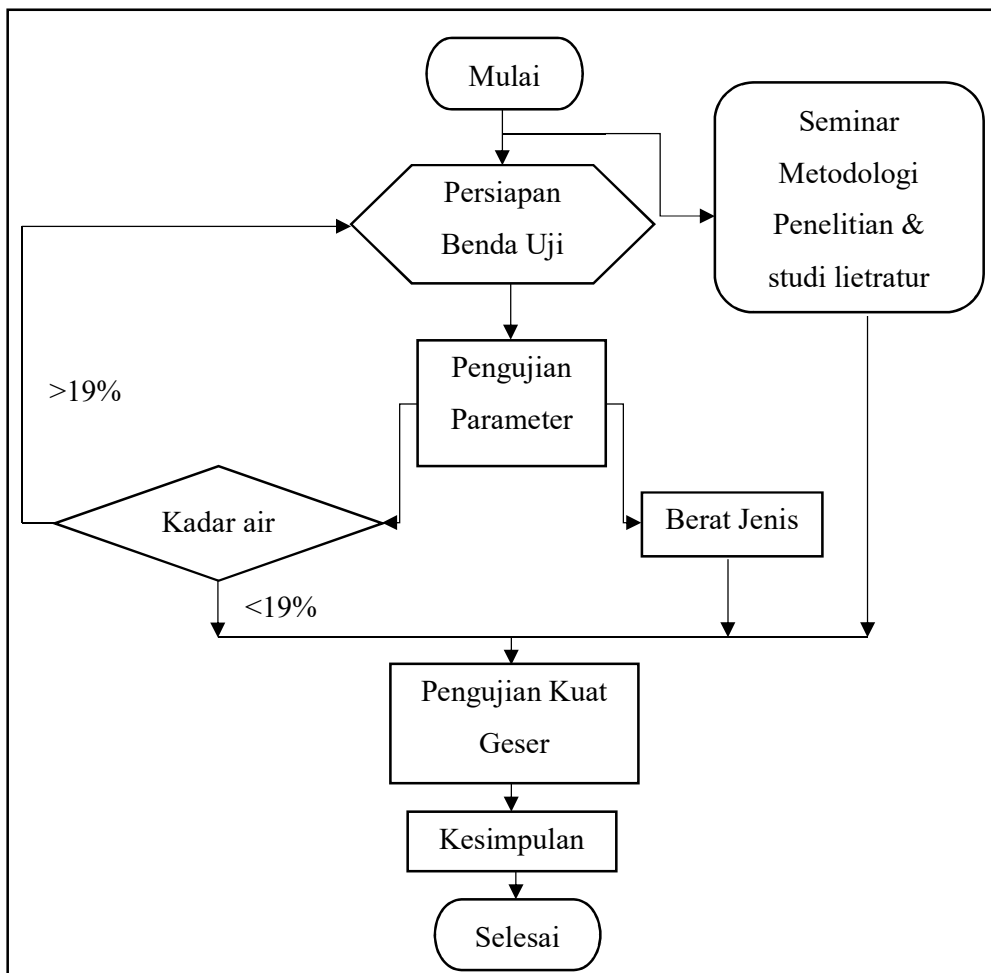 Mulai
Seminar
Metodologi
Penelitian &
studi lietratur
Persiapan
Benda Uji
Pengujian
Parameter
>19%
Kadar air
Berat Jenis
<19%
Pengujian Kuat
Geser
Kesimpulan
Selesai